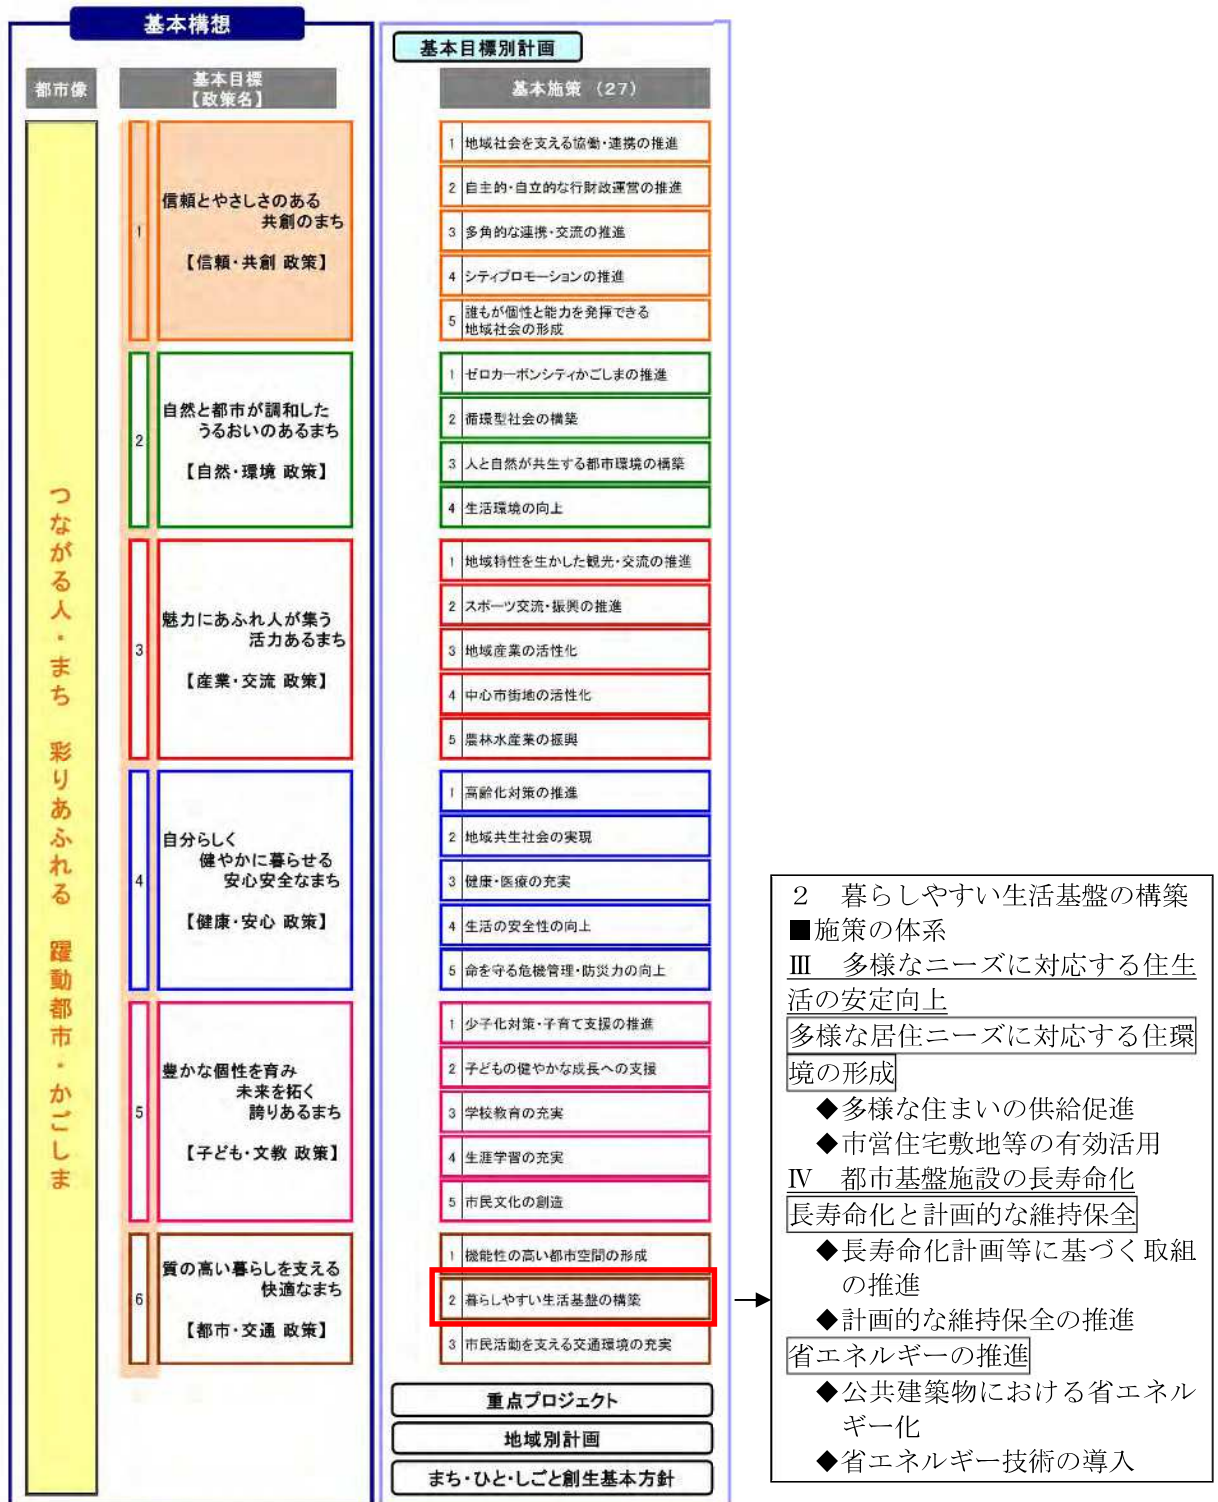 基本構想
都市像
基本目標
【政策名】
つながる人・まち　彩りあふれる　躍動都市・かごしま
1
信頼とやさしさのある
共創のまち
【信頼・共創 政策】
2
自然と都市が調和した
うるおいのあるまち
【自然・環境 政策】
3
魅力にあふれ人が集う
活力あるまち
【産業・交流 政策】
4
自分らしく
健やかに暮らせる
安心安全なまち
【健康・安心 政策】
5
豊かな個性を育み
未来を拓く
誇りあるまち
【子ども・文教 政策】
6
質の高い暮らしを支える
快適なまち
【都市・交通 政策】
基本目標別計画
基本施策 （27）
1 地域社会を支える協働・連携の推進
2 自主的・自立的な行財政運営の推進
3 多角的な連携・交流の推進
4 シティプロモーションの推進
5 誰もが個性と能力を発揮できる
地域社会の形成
1 ゼロカーボンシティかごしまの推進
2 循環型社会の構築
3 人と自然が共生する都市環境の構築
4 生活環境の向上
1 地域特性を生かした観光・交流の推進
2 スポーツ交流・振興の推進
3 地域産業の活性化
4 中心市街地の活性化
5 農林水産業の振興
1 高齢化対策の推進
2 地域共生社会の実現
3 健康・医療の充実
4 生活の安全性の向上
5 命を守る危機管理・防災力の向上
1 少子化対策・子育て支援の推進
2 子どもの健やかな成長への支援
3 学校教育の充実
4 生涯学習の充実
5 市民文化の創造
1 機能性の高い都市空間の形成
2 暮らしやすい生活基盤の構築
3 市民活動を支える交通環境の充実
重点プロジェクト
地域別計画
まち・ひと・しごと創生基本方針
２　暮らしやすい生活基盤の構築
■施策の体系
Ⅲ　多様なニーズに対応する住生
活の安定向上
多様な居住ニーズに対応する住環
境の形成
◆多様な住まいの供給促進
◆市営住宅敷地等の有効活用
Ⅳ　都市基盤施設の長寿命化
長寿命化と計画的な維持保全
◆長寿命化計画等に基づく取組
の推進
◆計画的な維持保全の推進
省エネルギーの推進
◆公共建築物における省エネル
ギー化
◆省エネルギー技術の導入